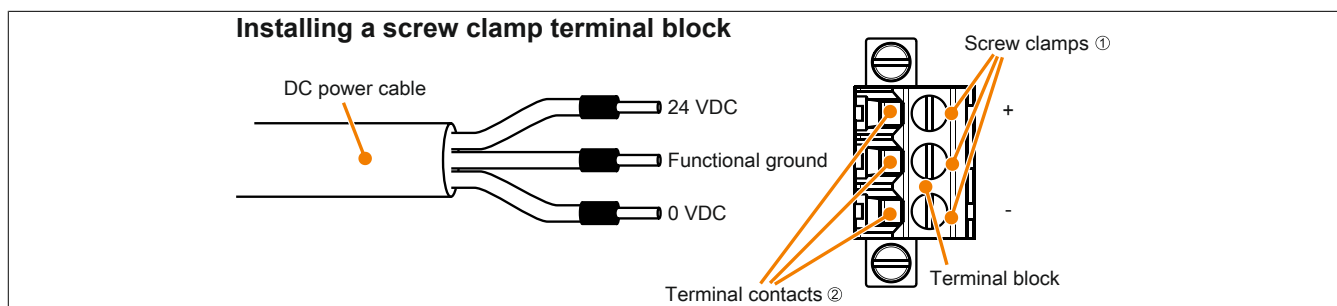 Installing a screw clamp terminal block
Screw clamps ①
DC power cable
24 VDC
+
Functional ground
0 VDC
-
Terminal block
Terminal contacts ②